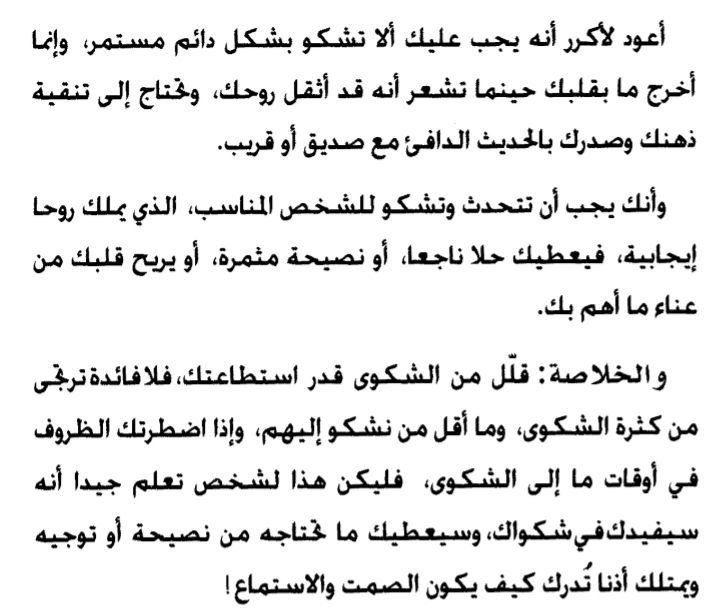 أعود لأكرر أنه يجب عليك ألا تشكو بشكل دائم مستمر، وإنما
أخرج ما بقلبك حينما تشعر أنه قد أثقل روحك، وتحتاج إلى تنقية
ذهنك وصدرك بالحديث الدافئ مع صديق أو قريب.
وأنك يجب أن تتحدث وتشكو للشخص المناسب، الذي يملك روحا
إيجابية، فيعطيك حلا ناجعا، أو نصيحة مثمرة، أو يريح قلبك من
عناء ما أهم بك.
والخلاصة: قلّل من الشكوى قدر استطاعتك، فلا فائدة ترتجى
من كثرة الشكوى، وما أقل من نشكو إليهم، وإذا اضطرتك الظروف
في أوقات ما إلى الشكوى، فليكن هذا لشخص تعلم جيدا أنه
سيفيدك في شكواك، وسيعطيك ما تحتاجه من نصيحة أو توجيه
ويمتلك أذنا تُدرك كيف يكون الصمت والاستماع!